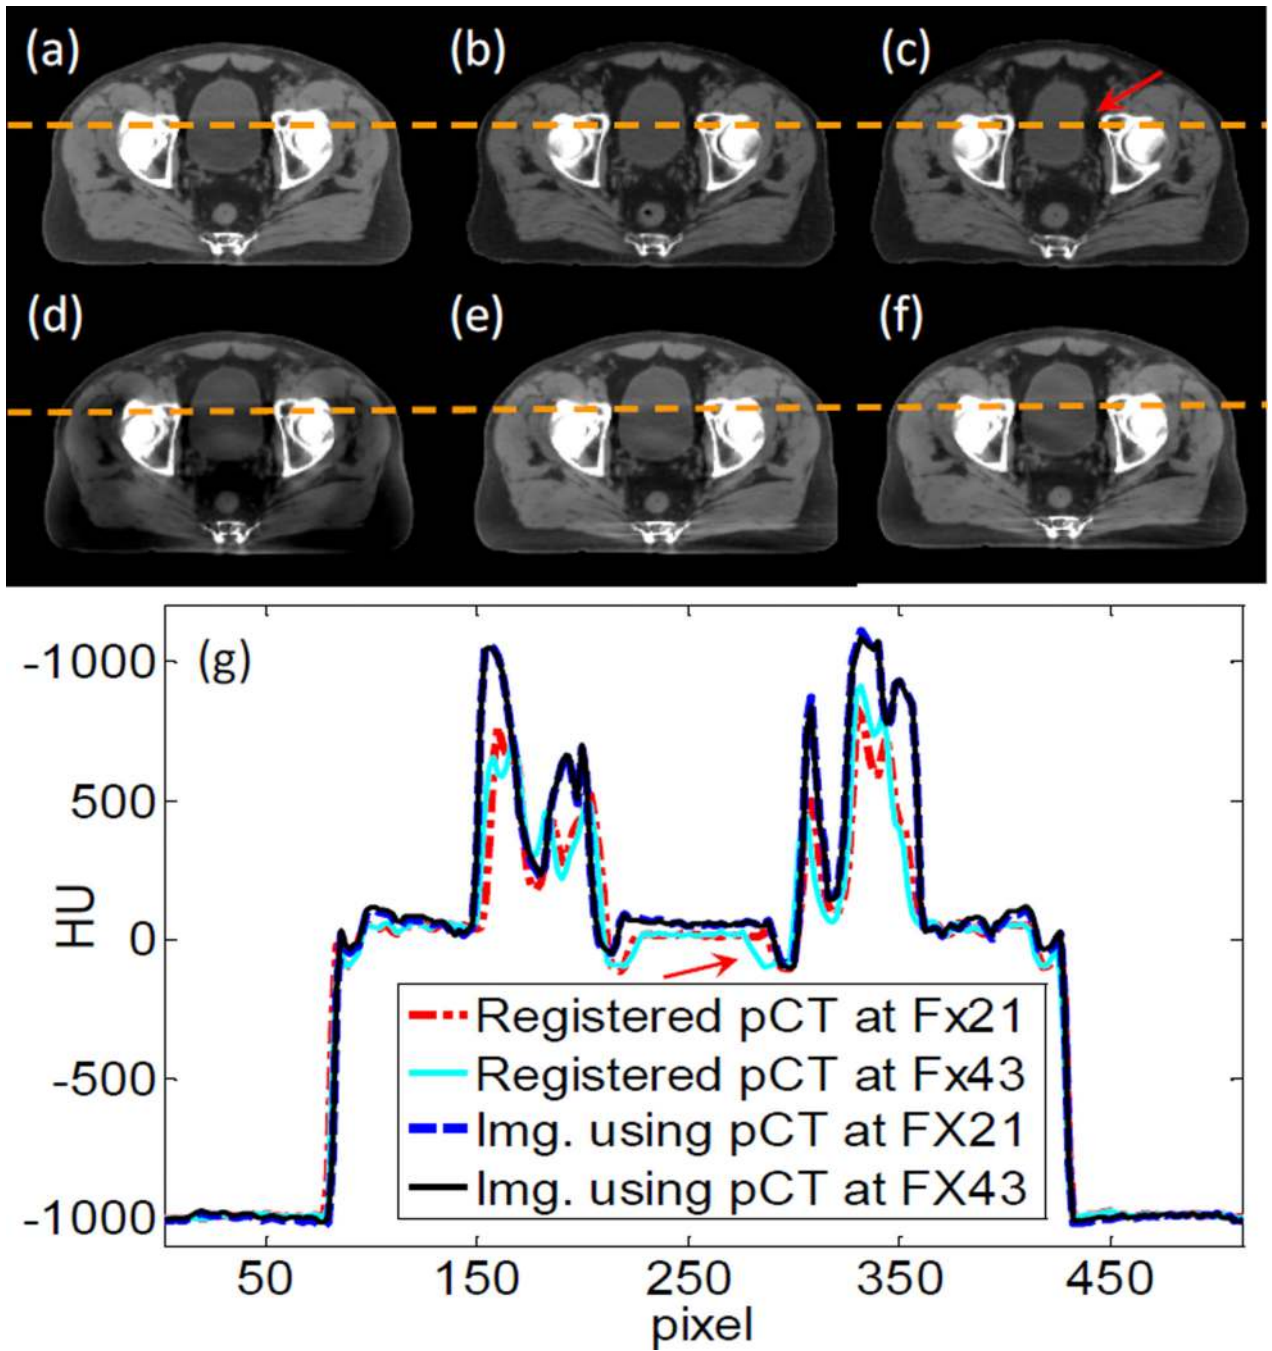 (a)
(b)
(c)
(d)
(e)
(f)
(g)
-1000
500
0
-500
-1000
HU
Registered pCT at Fx21
Registered pCT at Fx43
Img. using pCT at FX21
Img. using pCT at FX43
50
150
250
350
450
pixel